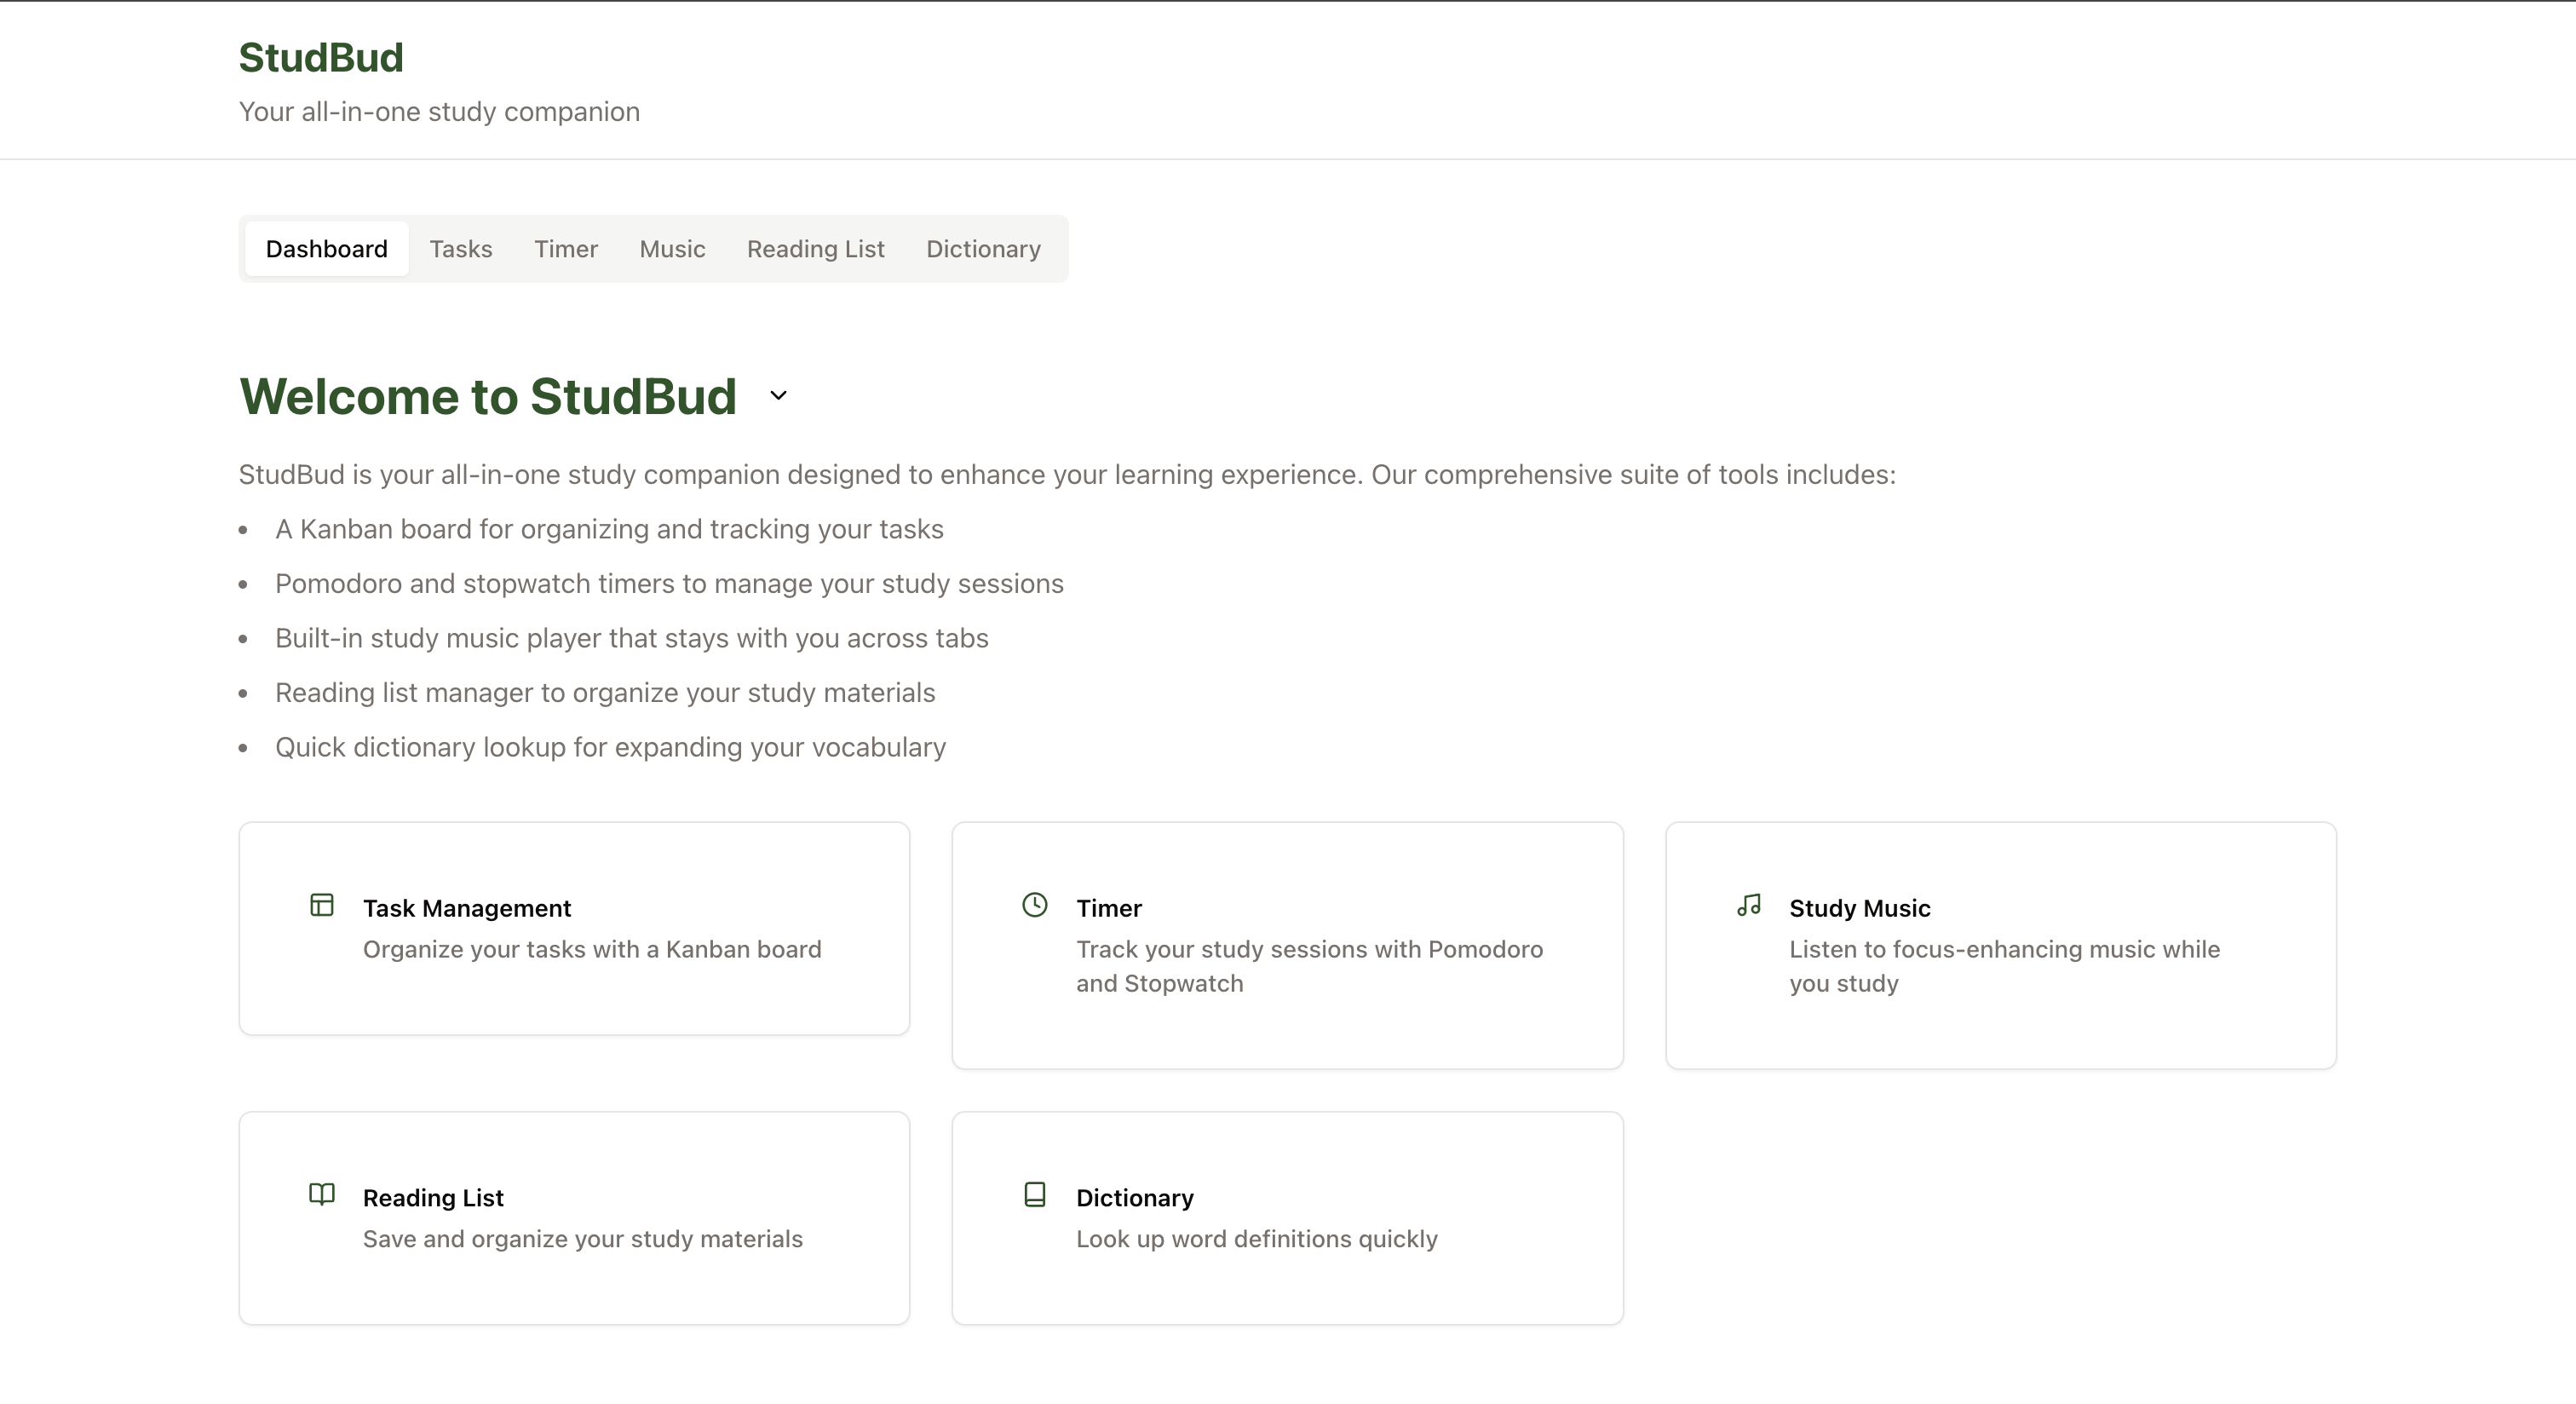 StudBud
Your all-in-one study companion
Dashboard Tasks Timer Music Reading List Dictionary
Welcome to StudBud
StudBud is your all-in-one study companion designed to enhance your learning experience. Our comprehensive suite of tools includes:
• A Kanban board for organizing and tracking your tasks
• Pomodoro and stopwatch timers to manage your study sessions
• Built-in study music player that stays with you across tabs
• Reading list manager to organize your study materials
• Quick dictionary lookup for expanding your vocabulary
Task Management
Organize your tasks with a Kanban board
Timer
Track your study sessions with Pomodoro
and Stopwatch
Study Music
Listen to focus-enhancing music while
you study
Reading List
Save and organize your study materials
Dictionary
Look up word definitions quickly